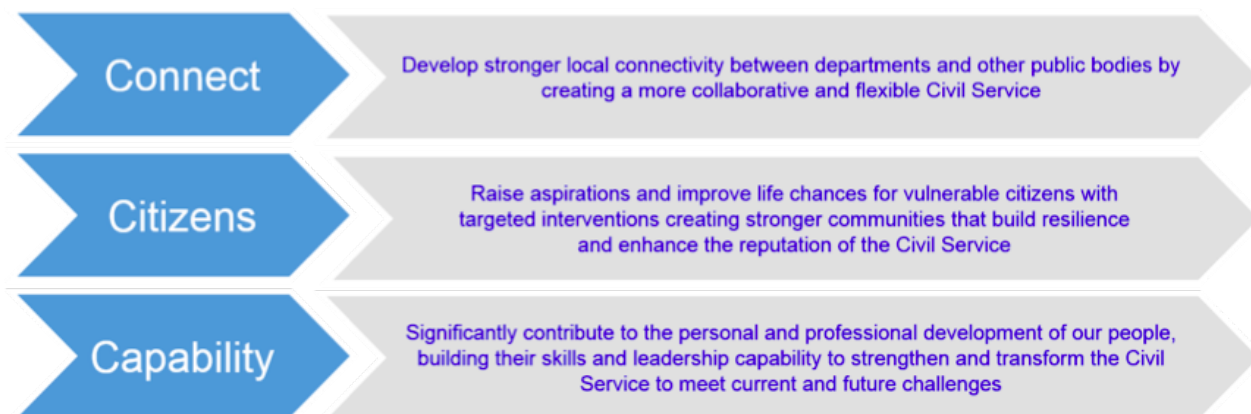 Connect
Develop stronger local connectivity between departments and other public bodies by
creating a more collaborative and flexible Civil Service
Citizens
Raise aspirations and improve life chances for vulnerable citizens with
targeted interventions creating stronger communities that build resilience
and enhance the reputation of the Civil Service
Capability
Significantly contribute to the personal and professional development of our people,
building their skills and leadership capability to strengthen and transform the Civil
Service to meet current and future challenges